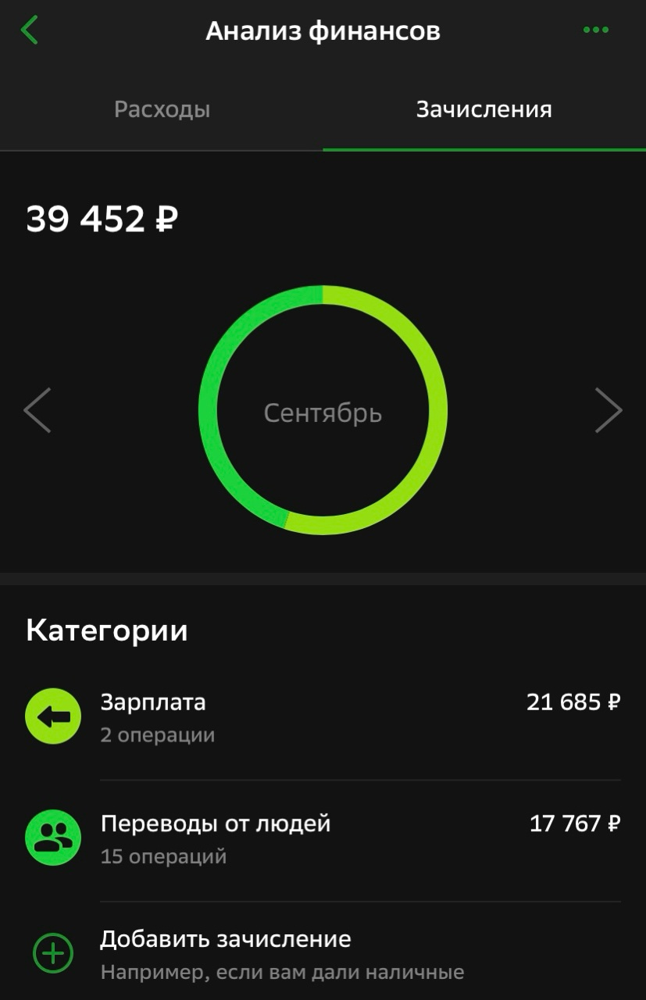 Анализ финансов
Расходы
Зачисления
39 452 ₽
Сентябрь
Категории
Зарплата
21 685 ₽
2 операции
Переводы от людей
17 767 ₽
15 операций
Добавить зачисление
Например, если вам дали наличные